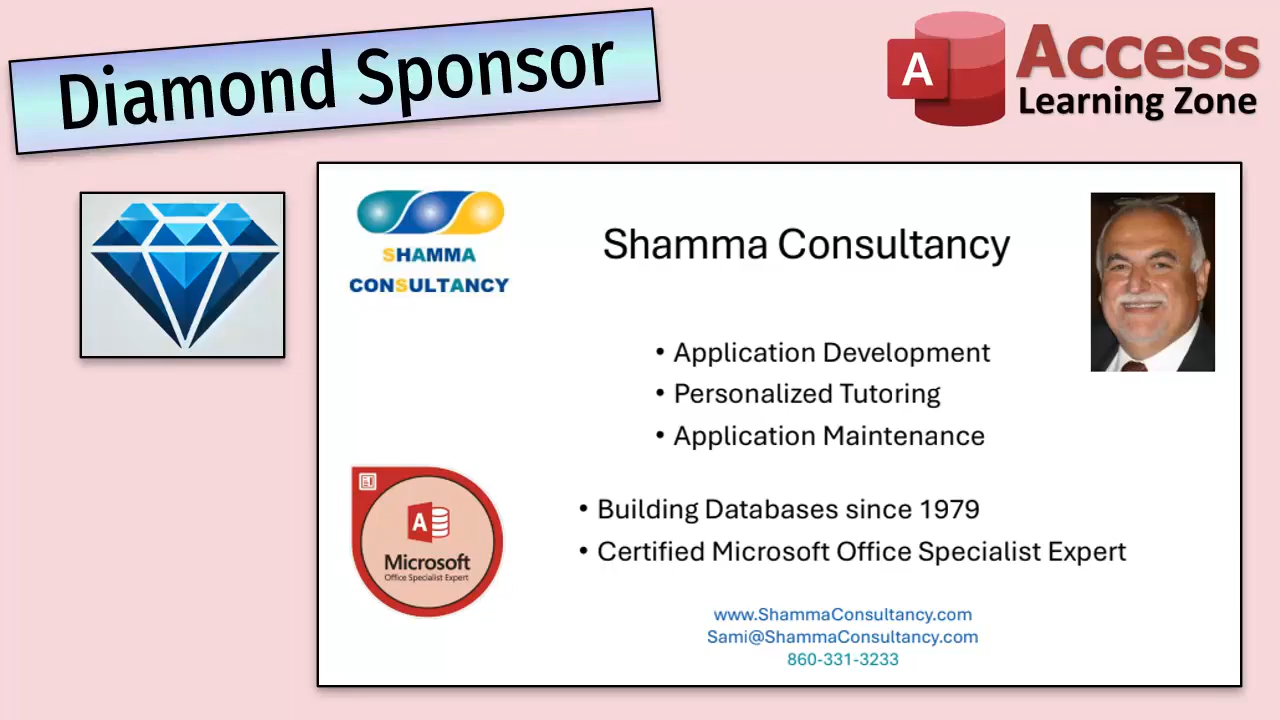 Diamond Sponsor
A
Access
Learning Zone
SHAMMA
CONSULTANCY
Shamma Consultancy
• Application Development
• Personalized Tutoring
• Application Maintenance
A
Microsoft
Office Specialist Expert
• Building Databases since 1979
• Certified Microsoft Office Specialist Expert
www.ShammaConsultancy.com
Sami@ShammaConsultancy.com
860-331-3233